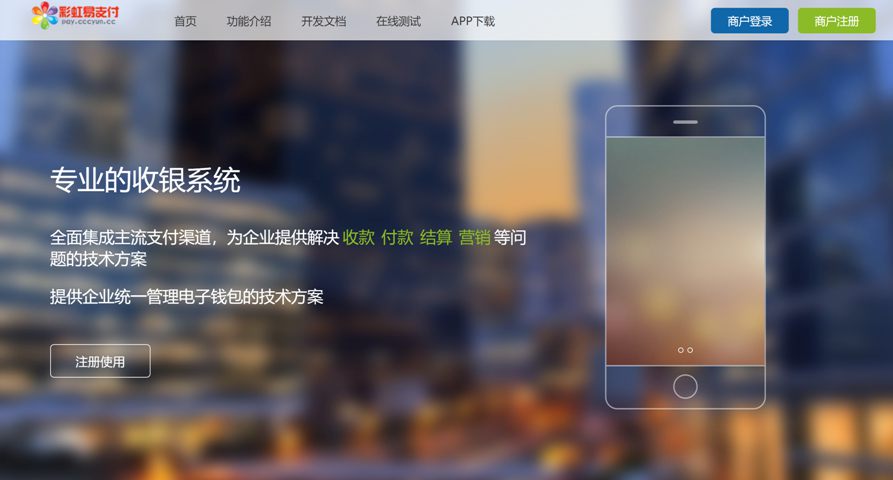 彩虹易支付
pay.cccyun.cc
首页
功能介绍
开发文档
在线测试
APP下载
商户登录
商户注册
专业的收银系统
全面集成主流支付渠道，为企业提供解决 收款 付款 结算 营销 等问
题的技术方案
提供企业统一管理电子钱包的技术方案
注册使用